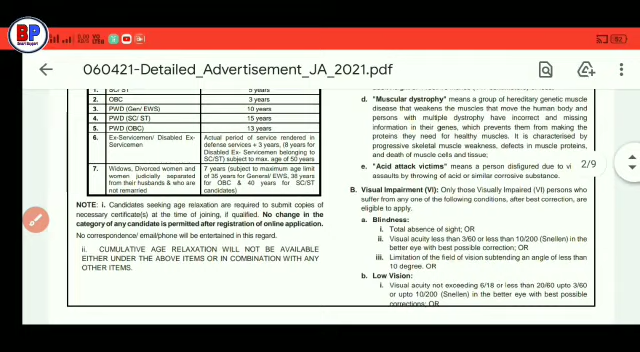 BP
Smart Support
060421-Detailed_Advertisement_JA_2021.pdf
1. SC/ ST 5 years
2. OBC 3 years
3. PWD (Gen/ EWS) 10 years
4. PWD (SC/ ST) 15 years
5. PWD (OBC) 13 years
6. Ex-Servicemen/ Disabled Ex-Servicemen
Actual period of service rendered in
defense services + 3 years, (8 years for
Disabled Ex- Servicemen belonging to
SC/ST) subject to max. age of 50 years
7. Widows, Divorced women and
women judicially separated
from their husbands & who are
not remarried
7 years (subject to maximum age limit
of 35 years for General/ EWS, 38 years
for OBC & 40 years for SC/ST
candidates)
NOTE: i. Candidates seeking age relaxation are required to submit copies of
necessary certificate(s) at the time of joining, if qualified. No change in the
category of any candidate is permitted after registration of online application.
No correspondence/ email/phone will be entertained in this regard.
ii. CUMULATIVE AGE RELAXATION WILL NOT BE AVAILABLE
EITHER UNDER THE ABOVE ITEMS OR IN COMBINATION WITH ANY
OTHER ITEMS.
d. "Muscular dystrophy" means a group of hereditary genetic muscle
disease that weakens the muscles that move the human body and
persons with multiple dystrophy have incorrect and missing
information in their genes, which prevents them from making the
proteins they need for healthy muscles. It is characterised by
progressive skeletal muscle weakness, defects in muscle proteins,
and death of muscle cells and tissue;
e. "Acid attack victims" means a person disfigured due to vi
assaults by throwing of acid or similar corrosive substance.
2/9
B. Visual Impairment (VI): Only those Visually Impaired (VI) persons who
suffer from any one of the following conditions, after best correction, are
eligible to apply.
a. Blindness:
i. Total absence of sight; OR
ii. Visual acuity less than 3/60 or less than 10/200 (Snellen) in the
better eye with best possible correction; OR
iii. Limitation of the field of vision subtending an angle of less than
10 degree. OR
b. Low Vision:
i. Visual acuity not exceeding 6/18 or less than 20/60 upto 3/60
or upto 10/200 (Snellen) in the better eye with best possible
corrections; OR